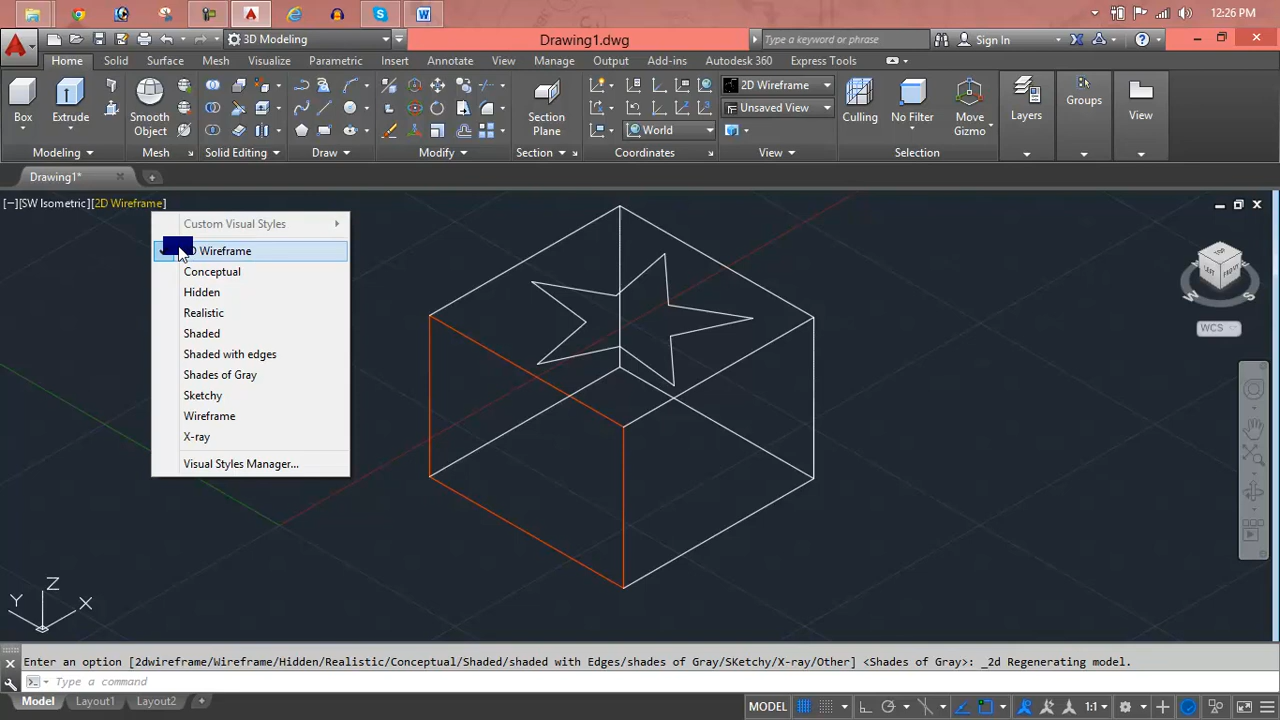 12:26 PM
3D Modeling
Drawing1.dwg
Type a keyword or phrase
Sign In
Home Solid Surface Mesh Visualize Parametric Insert Annotate View Manage Output Add-ins Autodesk 360 Express Tools
2D Wireframe
Unsaved View
World
Box Extrude Smooth Object Section Plane Culling No Filter Move Gizmo Layers Groups View
Modeling Mesh Solid Editing Draw Modify Section Coordinates View Selection
Drawing1*
[−][SW Isometric][2D Wireframe]
Custom Visual Styles
Wireframe
Conceptual
Hidden
Realistic
Shaded
Shaded with edges
Shades of Gray
Sketchy
Wireframe
X-ray
Visual Styles Manager...
TOP
LEFT FRONT
W S
WCS
Z
Y X
Enter an option [2dwireframe/Wireframe/Hidden/Realistic/Conceptual/Shaded/shaded with Edges/shades of Gray/SKetchy/X-ray/Other] <Shades of Gray>: _2d Regenerating model.
Type a command
Model Layout1 Layout2
MODEL 1:1